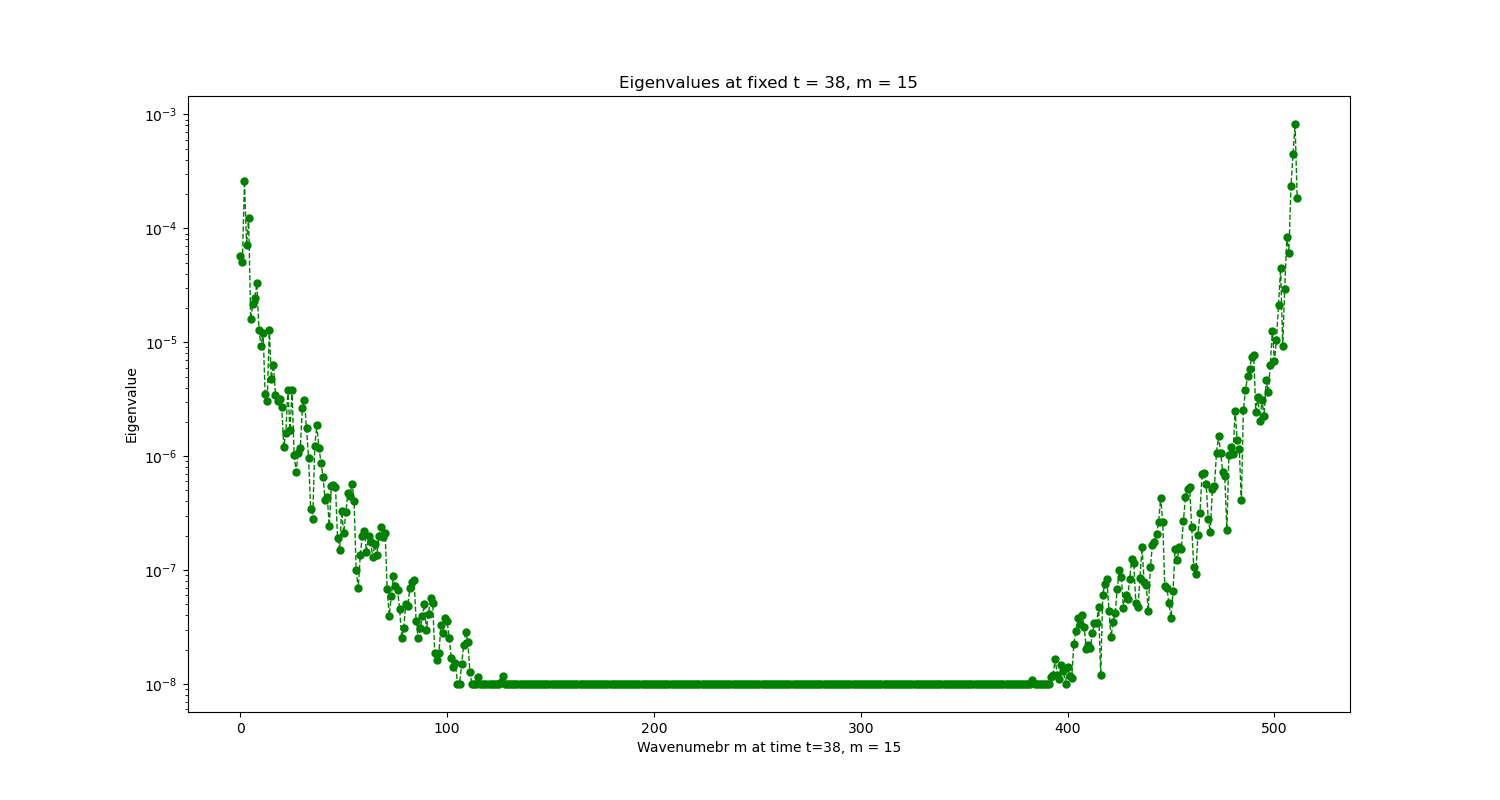 Eigenvalues at fixed t = 38, m = 15
10⁻³
10⁻⁴
10⁻⁵
10⁻⁶
10⁻⁷
10⁻⁸
Eigenvalue
0 100 200 300 400 500
Wavenumebr m at time t=38, m = 15